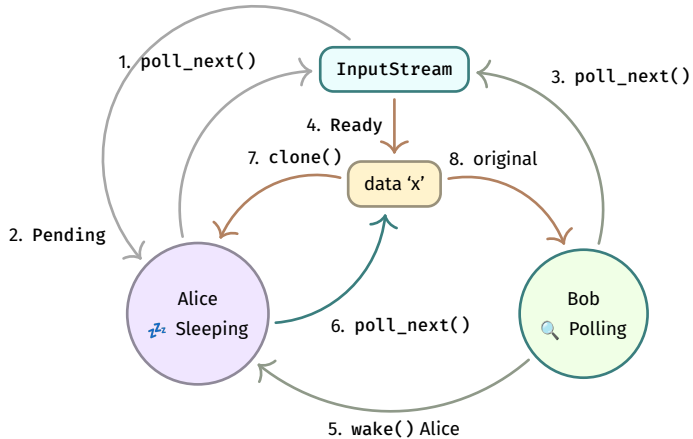 1. poll_next()
InputStream
3. poll_next()
4. Ready
7. clone()
8. original
data ‘x’
2. Pending
Alice
💤 Sleeping
Bob
🔍 Polling
6. poll_next()
5. wake() Alice